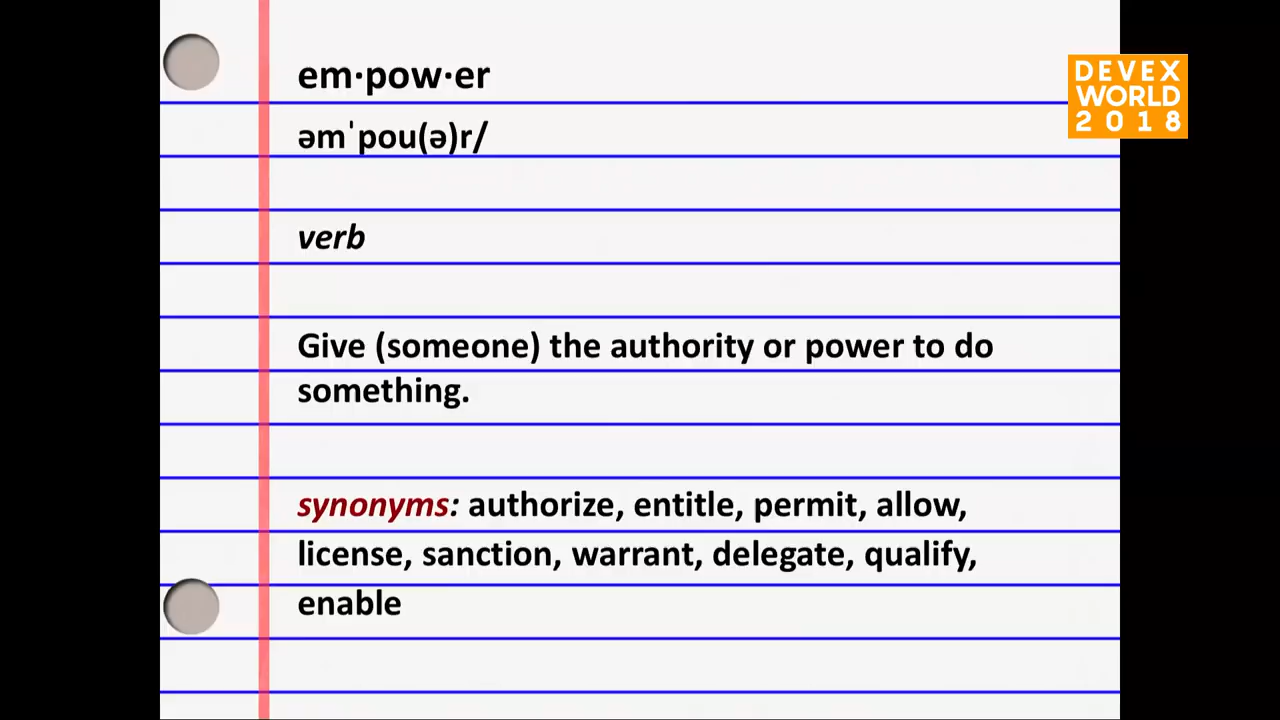 em·pow·er
əmˈpou(ə)r/
verb
Give (someone) the authority or power to do
something.
synonyms: authorize, entitle, permit, allow,
license, sanction, warrant, delegate, qualify,
enable
DEVEX
WORLD
2018